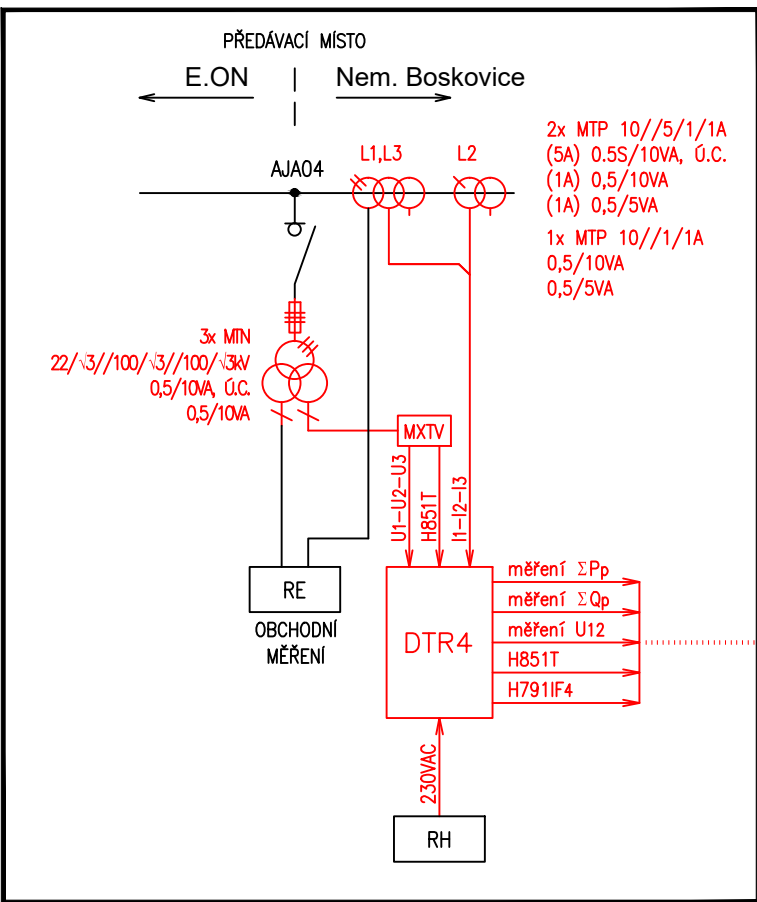 PŘEDÁVACÍ MÍSTO
E.ON
Nem. Boskovice
AJA04
L1,L3
L2
2x MTP 10//5/1/1A
(5A) 0.5S/10VA, Ú.C.
(1A) 0,5/10VA
(1A) 0,5/5VA
1x MTP 10//1/1A
0,5/10VA
0,5/5VA
3x MTN
22/√3//100/√3//100/√3kV
0,5/10VA, Ú.C.
0,5/10VA
MXTV
U1-U2-U3
H851T
I1-I2-I3
RE
OBCHODNÍ
MĚŘENÍ
DTR4
měření ΣPp
měření ΣQp
měření U12
H851T
H791IF4
230VAC
RH